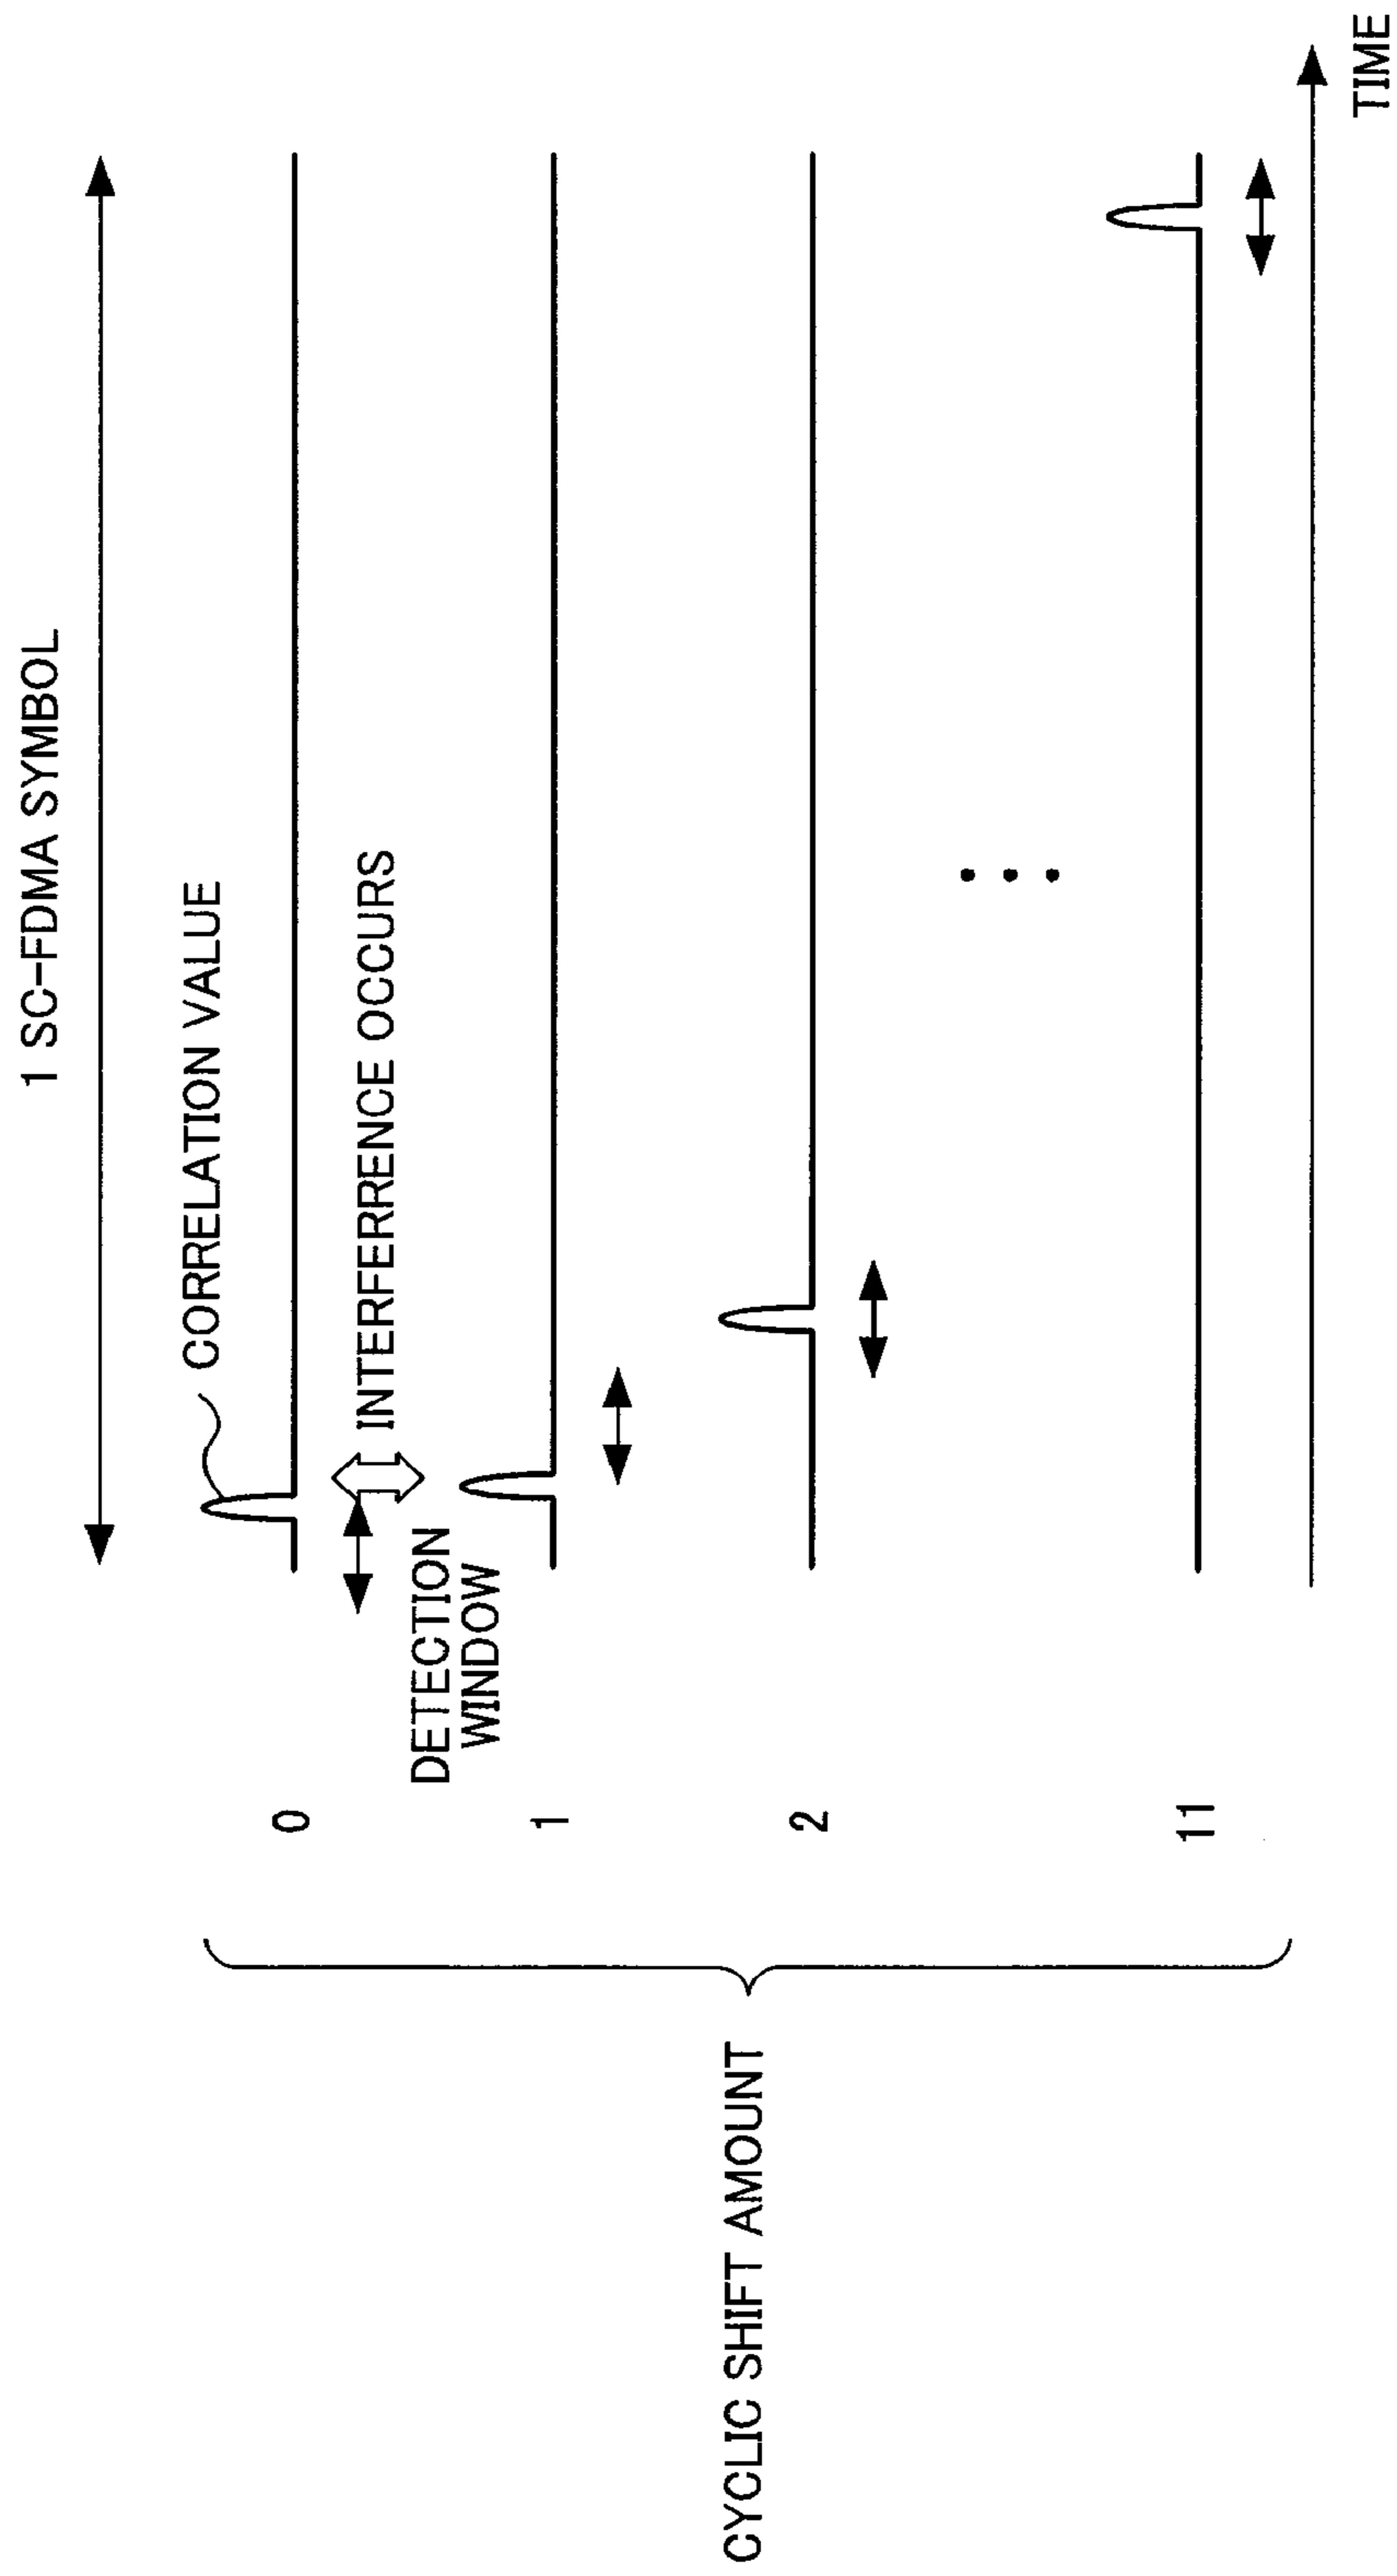 1 SC-FDMA SYMBOL
CORRELATION VALUE
INTERFERRENCE OCCURS
DETECTION
WINDOW
0
1
2
11
CYCLIC SHIFT AMOUNT
TIME